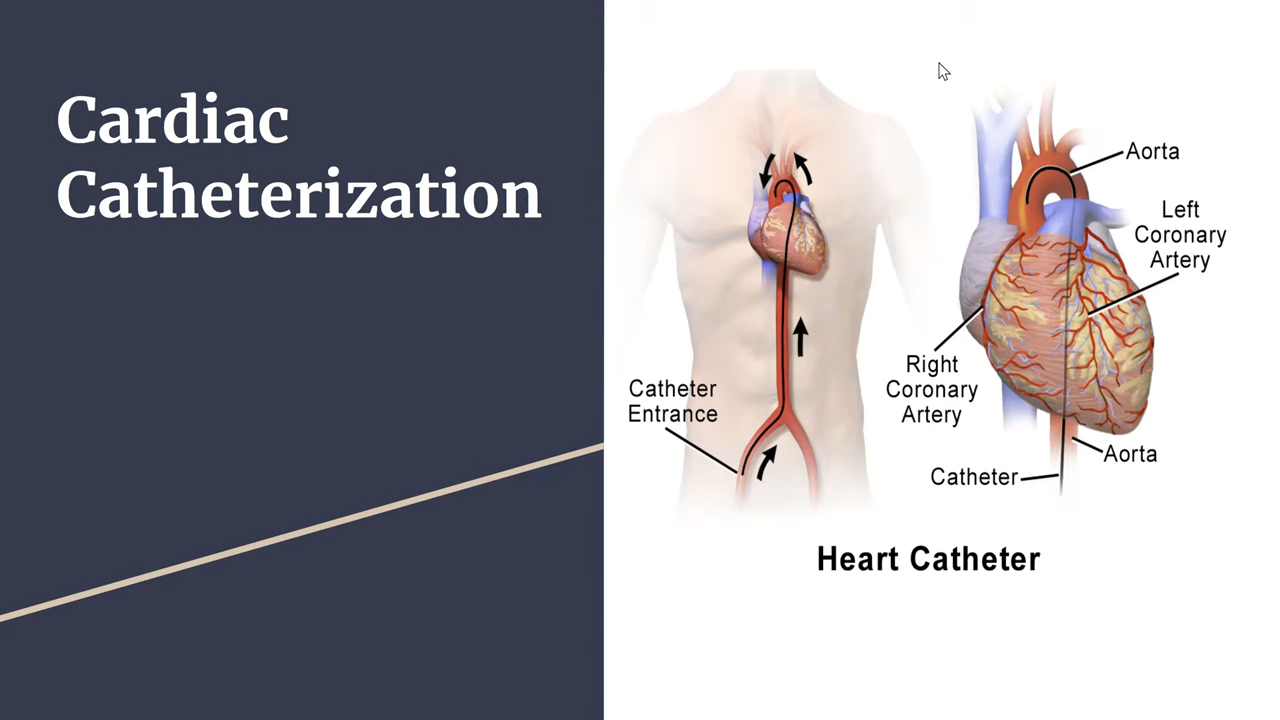 Cardiac
Catheterization
Catheter
Entrance
Aorta
Left
Coronary
Artery
Right
Coronary
Artery
Aorta
Catheter
Heart Catheter